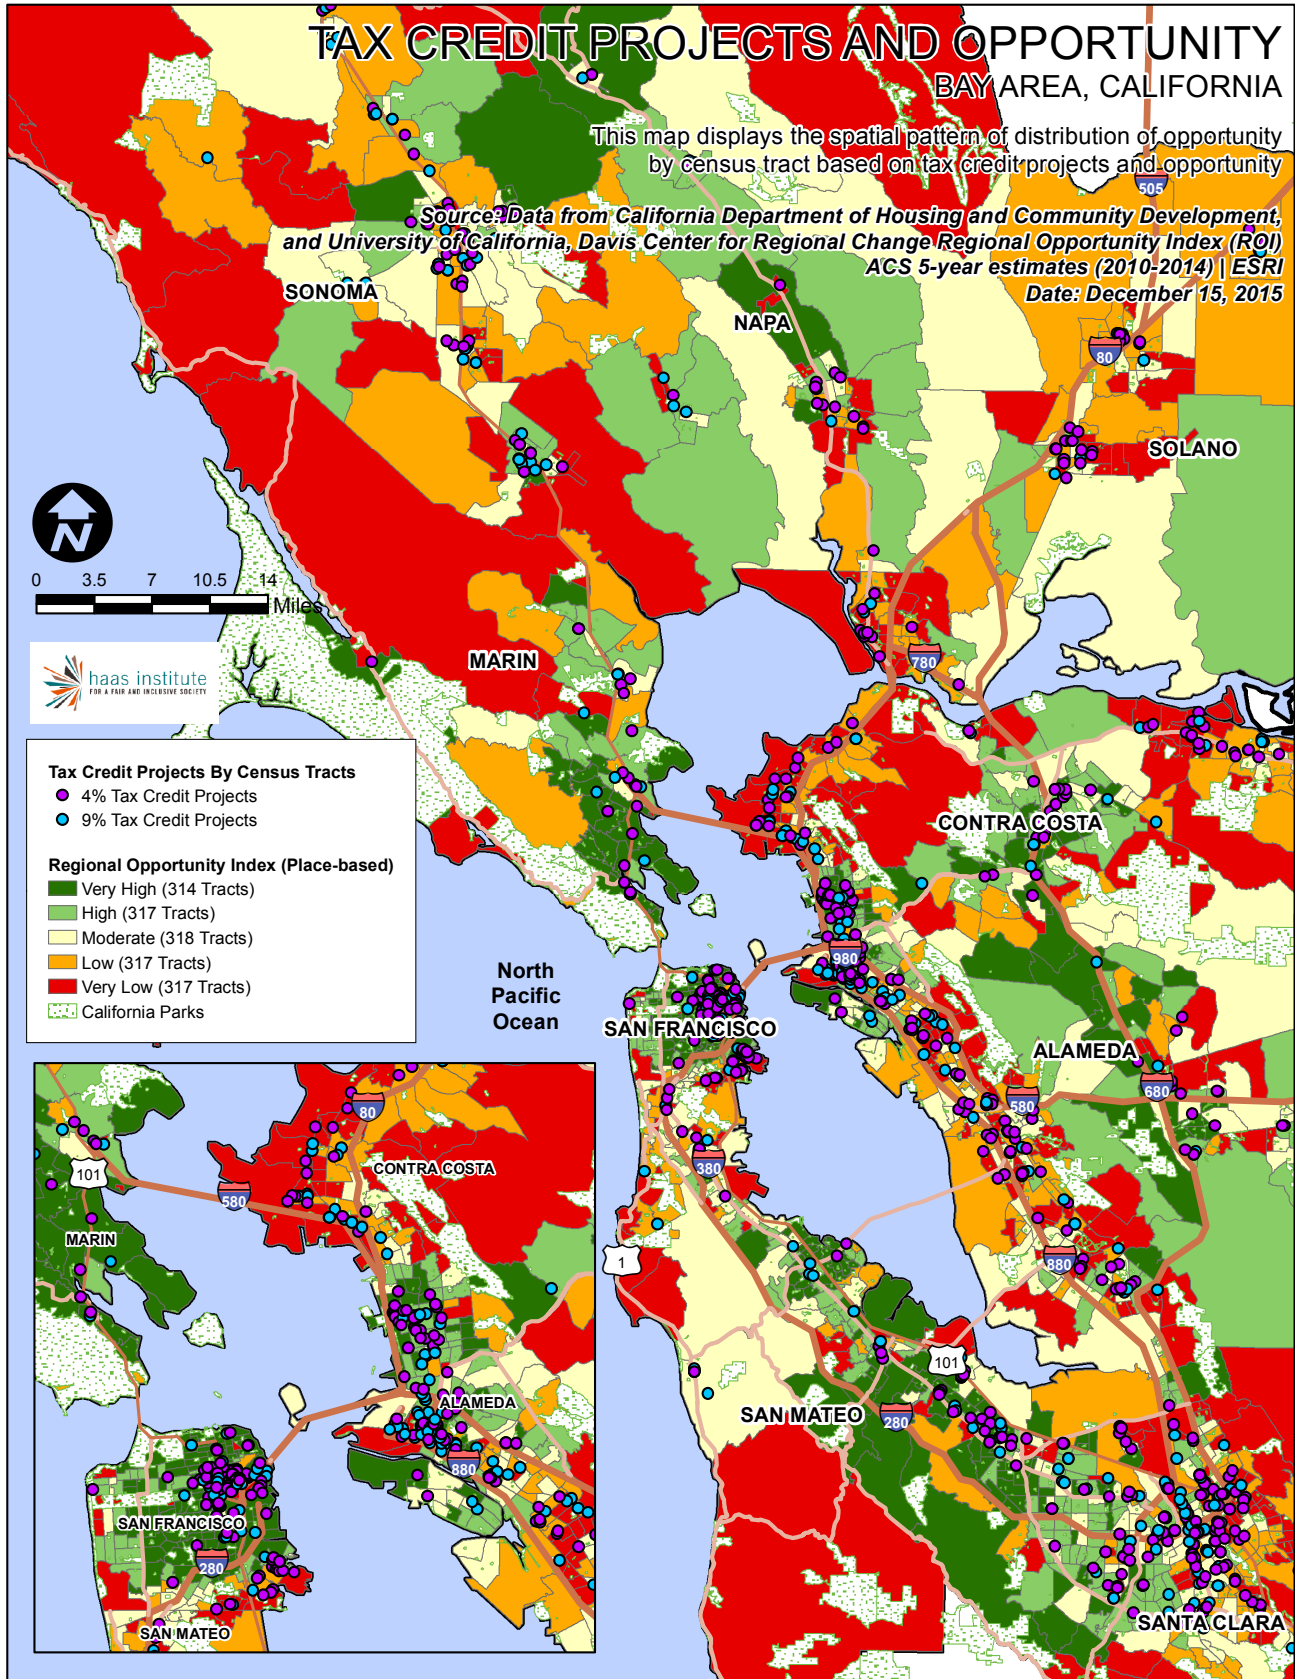 TAX CREDIT PROJECTS AND OPPORTUNITY
BAY AREA, CALIFORNIA
This map displays the spatial pattern of distribution of opportunity
by census tract based on tax credit projects and opportunity
Source: Data from California Department of Housing and Community Development,
and University of California, Davis Center for Regional Change Regional Opportunity Index (ROI)
ACS 5-year estimates (2010-2014) | ESRI
Date: December 15, 2015
505
SONOMA
NAPA
80
SOLANO
N
0 3.5 7 10.5 14
Miles
haas institute
FOR A FAIR AND INCLUSIVE SOCIETY
MARIN
780
Tax Credit Projects By Census Tracts
4% Tax Credit Projects
9% Tax Credit Projects
Regional Opportunity Index (Place-based)
Very High (314 Tracts)
High (317 Tracts)
Moderate (318 Tracts)
Low (317 Tracts)
Very Low (317 Tracts)
California Parks
CONTRA COSTA
980
North
Pacific
Ocean
SAN FRANCISCO
ALAMEDA
680
580
380
880
1
101
SAN MATEO
280
SANTA CLARA
80
101
580
CONTRA COSTA
MARIN
ALAMEDA
880
SAN FRANCISCO
280
SAN MATEO